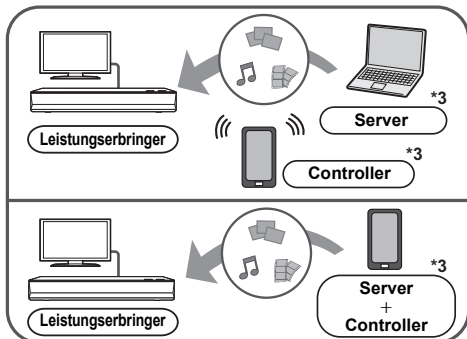 *3
Server
Leistungserbringer
*3
Controller
*3
Server
+
Controller
Leistungserbringer